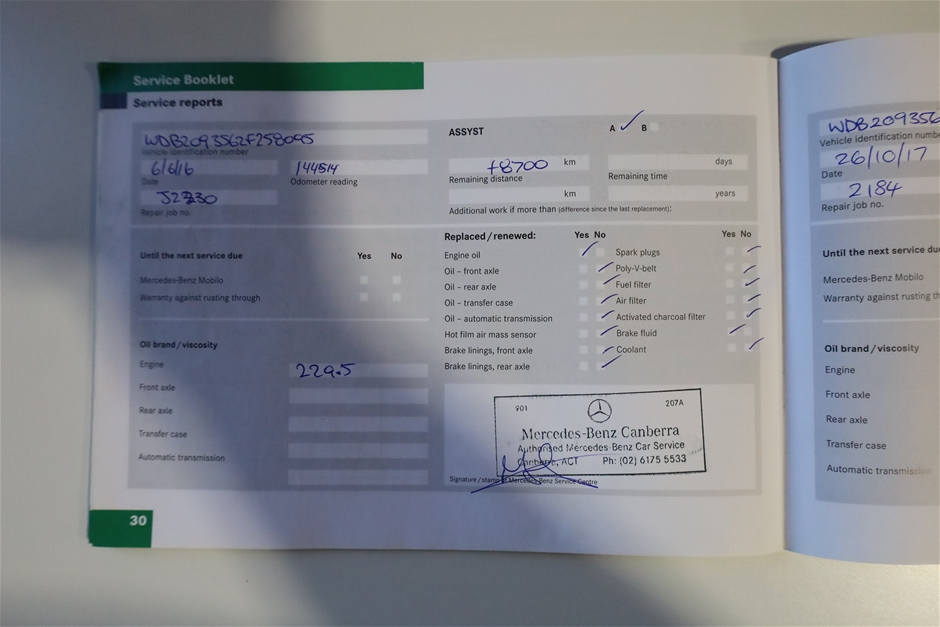 Service Booklet
Service reports
WDB2093562F258095
Vehicle identification number
6/6/16 144514
Date Odometer reading
Repair job no.
ASSYST A ✓ B
+8700 km days
Remaining distance Remaining time
km years
Additional work if more than (difference since the last replacement):
Until the next service due Yes No
Mercedes-Benz Mobilo
Warranty against rusting through
Oil brand/viscosity
Engine 229.5
Front axle
Rear axle
Transfer case
Automatic transmission
Replaced/renewed: Yes No Yes No
Engine oil ✓ Spark plugs ✓
Oil – front axle ✓ Poly-V-belt ✓
Oil – rear axle ✓ Fuel filter ✓
Oil – transfer case ✓ Air filter ✓
Oil – automatic transmission ✓ Activated charcoal filter ✓
Hot film air mass sensor ✓ Brake fluid ✓
Brake linings, front axle ✓ Coolant ✓
Brake linings, rear axle ✓
901 207A
Mercedes-Benz Canberra
Authorised Mercedes-Benz Car Service
Canberra, ACT Ph: (02) 6175 5533
Signature/stamp of Mercedes-Benz Service Centre
30
WDB209356
Vehicle identification numbe
26/10/17
Date
2184
Repair job no.
Until the next service du
Mercedes-Benz Mobilo
Warranty against rusting th
Oil brand/viscosity
Engine
Front axle
Rear axle
Transfer case
Automatic transmission